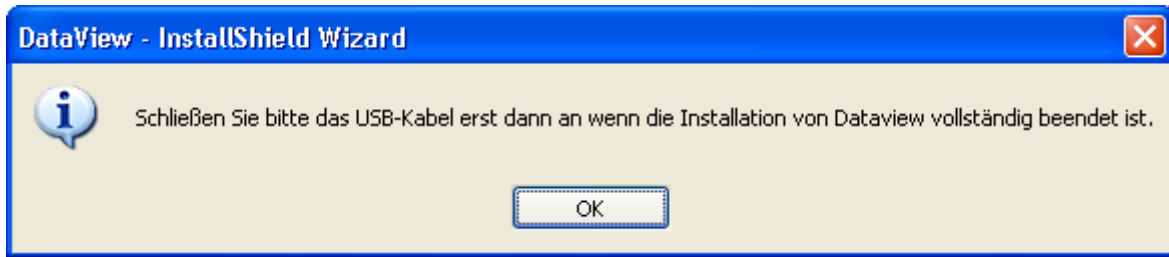 DataView - InstallShield Wizard
Schließen Sie bitte das USB-Kabel erst dann an wenn die Installation von Dataview vollständig beendet ist.
OK